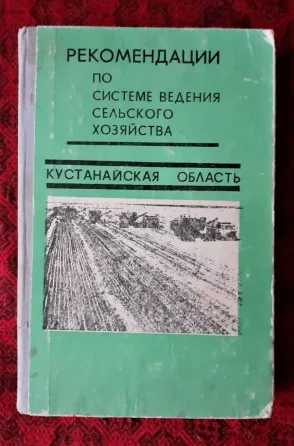 РЕКОМЕНДАЦИИ
ПО
СИСТЕМЕ ВЕДЕНИЯ
СЕЛЬСКОГО
ХОЗЯЙСТВА
КУСТАНАЙСКАЯ ОБЛАСТЬ